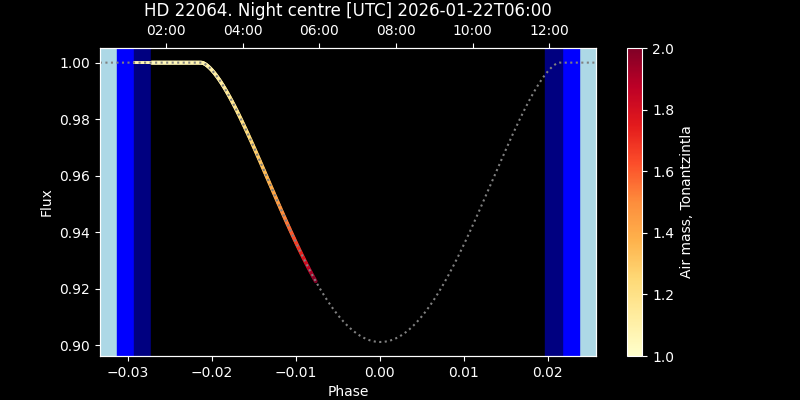 HD 22064. Night centre [UTC] 2026-01-22T06:00
02:00 04:00 06:00 08:00 10:00 12:00
1.00
0.98
0.96
0.94
0.92
0.90
Flux
−0.03 −0.02 −0.01 0.00 0.01 0.02
Phase
2.0
1.8
1.6
1.4
1.2
1.0
Air mass, Tonantzintla